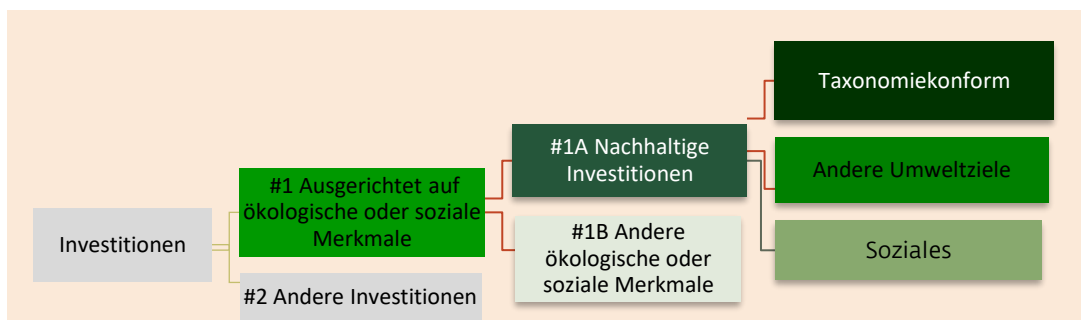 Investitionen
#1 Ausgerichtet auf
ökologische oder soziale
Merkmale
#2 Andere Investitionen
#1A Nachhaltige
Investitionen
#1B Andere
ökologische oder
soziale Merkmale
Taxonomiekonform
Andere Umweltziele
Soziales